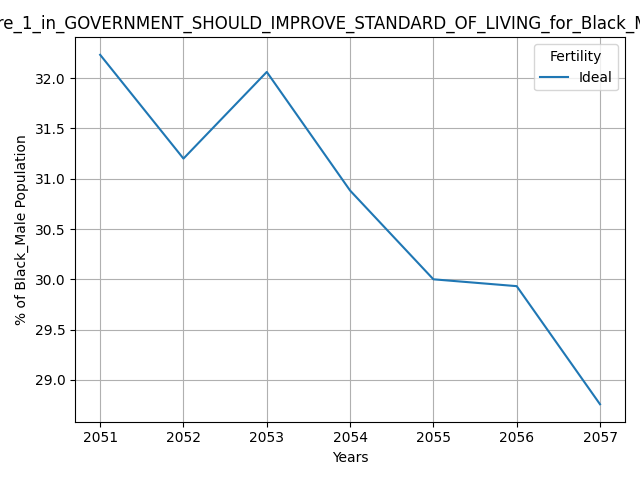 re_1_in_GOVERNMENT_SHOULD_IMPROVE_STANDARD_OF_LIVING_for_Black_M
Fertility
Ideal
32.0
31.5
31.0
30.5
30.0
29.5
29.0
% of Black_Male Population
2051 2052 2053 2054 2055 2056 2057
Years